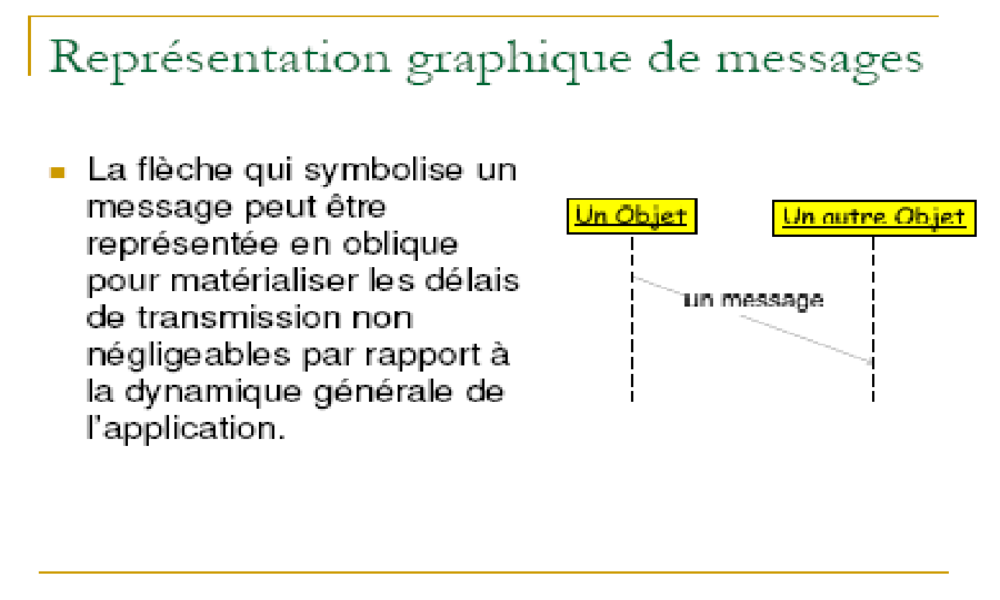 Représentation graphique de messages
La flèche qui symbolise un
message peut être
représentée en oblique
pour matérialiser les délais
de transmission non
négligeables par rapport à
la dynamique générale de
l'application.
Un Objet
Un autre Objet
un message